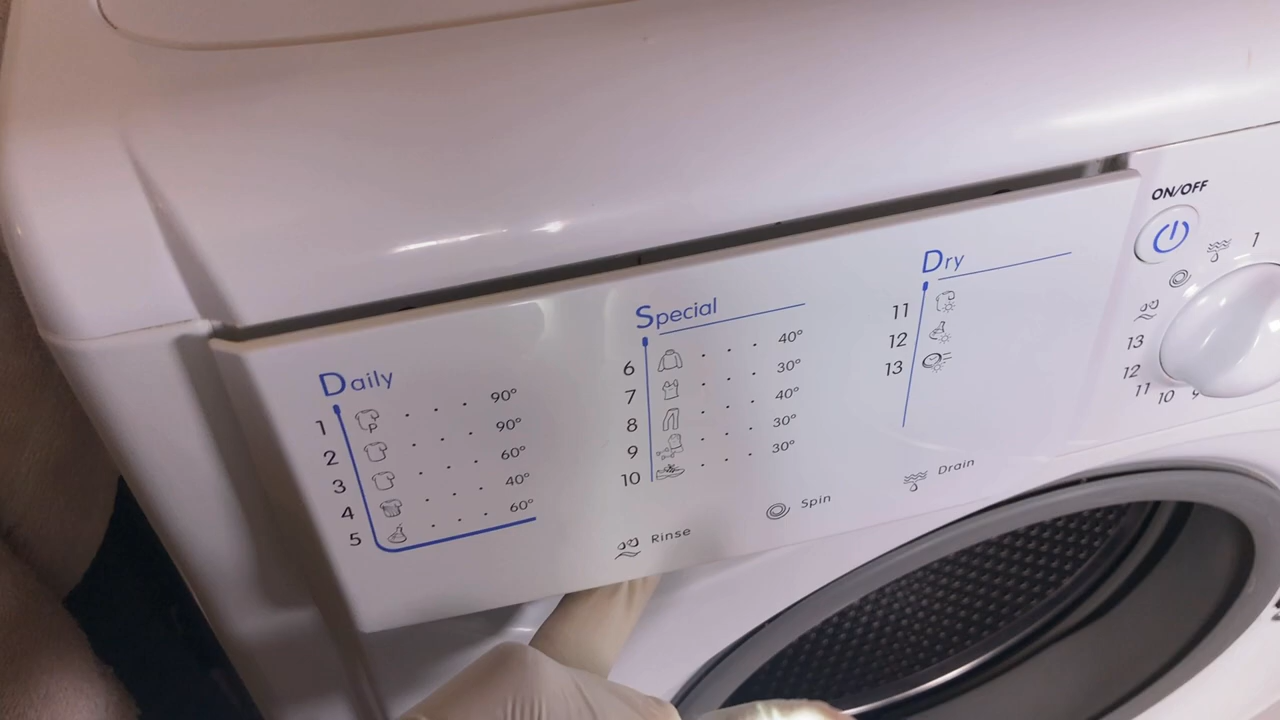 Daily
1 90°
2 90°
3 60°
4 40°
5 60°
Special
6 40°
7 30°
8 40°
9 30°
10 30°
Rinse
Spin
Drain
Dry
11
12
13
ON/OFF
1
13
12
11
10
9